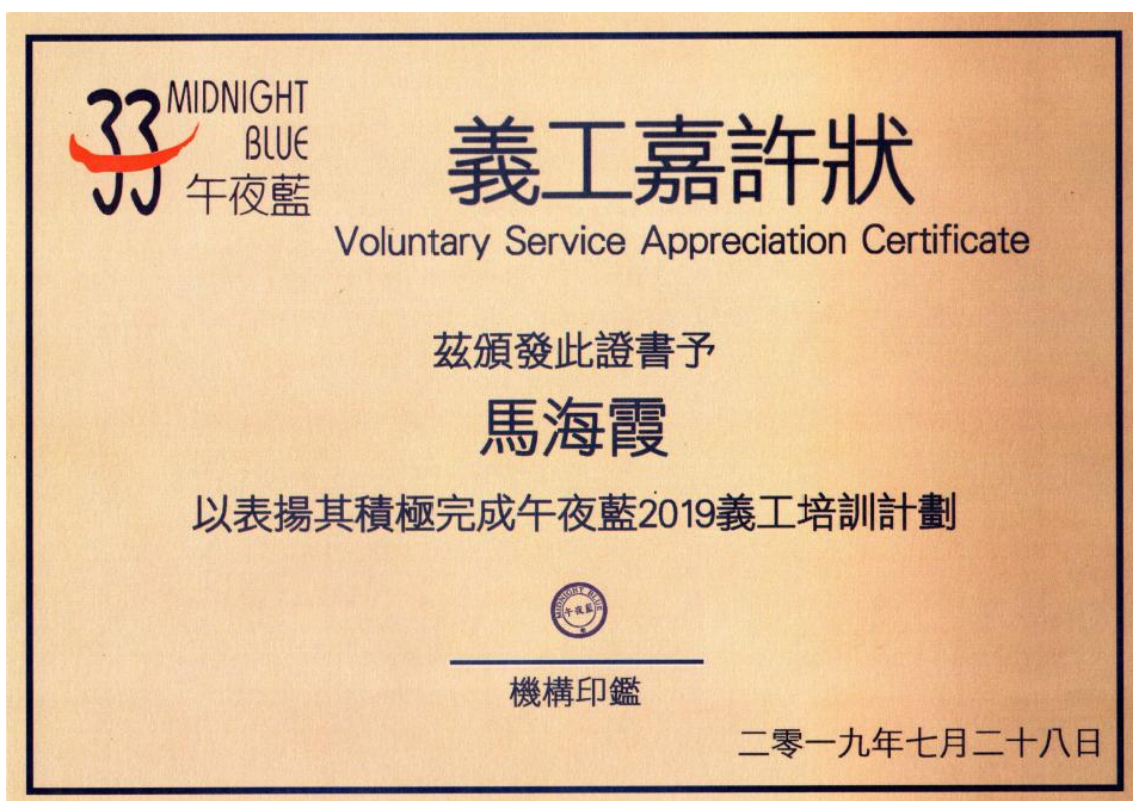 MIDNIGHT
BLUE
午夜藍
義工嘉許狀
Voluntary Service Appreciation Certificate
茲頒發此證書予
馬海霞
以表揚其積極完成午夜藍2019義工培訓計劃
MIDNIGHT BLUE
午夜藍
機構印鑑
二零一九年七月二十八日